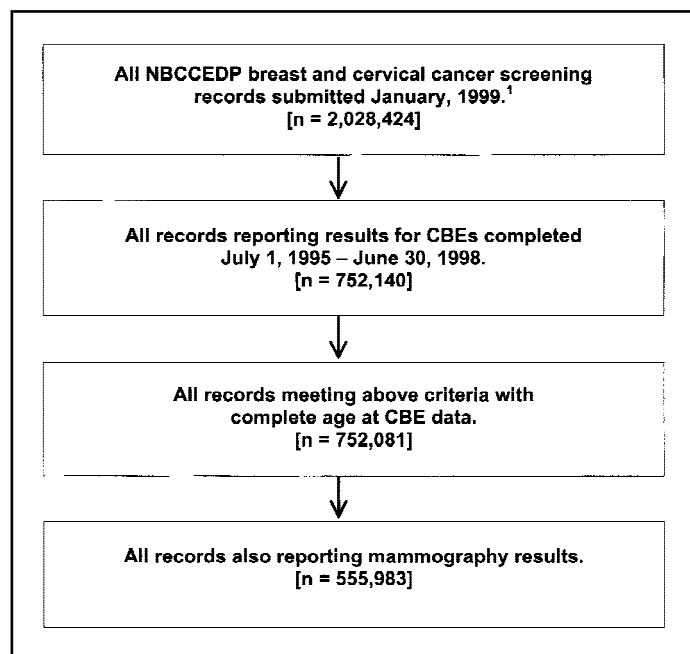 All NBCCEDP breast and cervical cancer screening
records submitted January, 1999.¹
[n = 2,028,424]
All records reporting results for CBEs completed
July 1, 1995 – June 30, 1998.
[n = 752,140]
All records meeting above criteria with
complete age at CBE data.
[n = 752,081]
All records also reporting mammography results.
[n = 555,983]